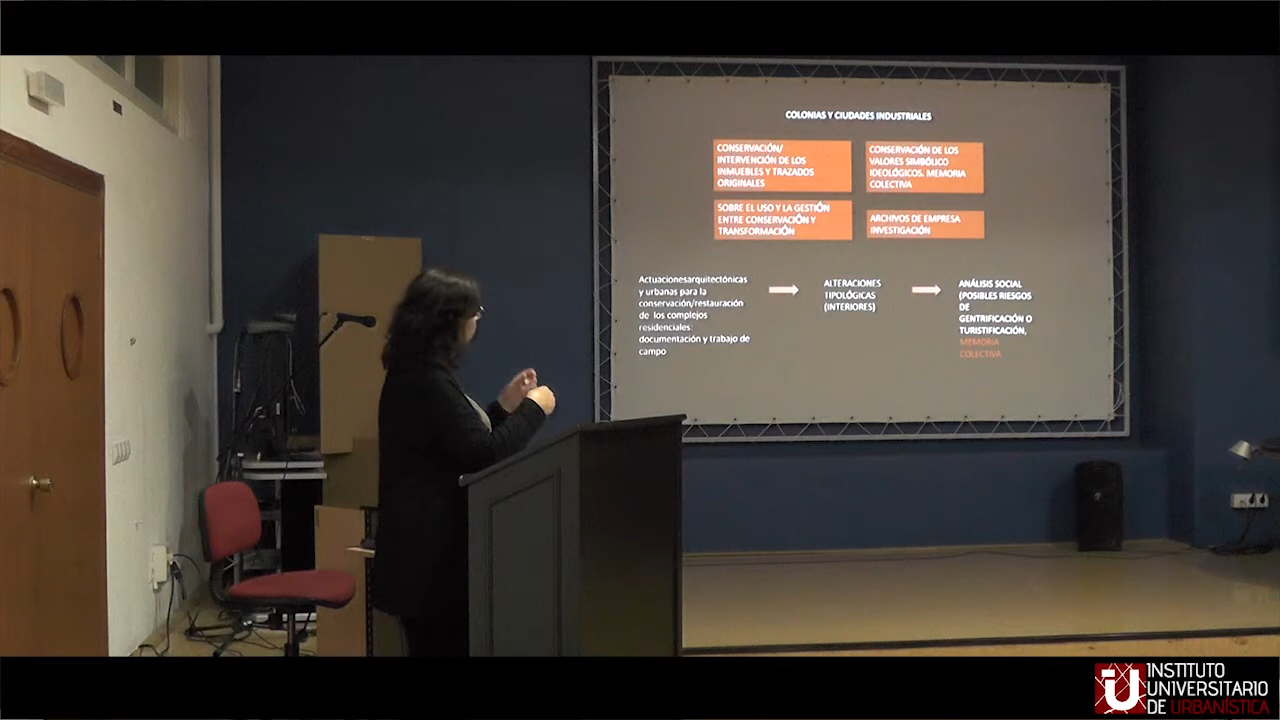 COLONIAS Y CIUDADES INDUSTRIALES
CONSERVACIÓN/
INTERVENCIÓN DE LOS
INMUEBLES Y TRAZADOS
ORIGINALES
CONSERVACIÓN DE LOS
VALORES SIMBÓLICO
IDEOLÓGICOS. MEMORIA
COLECTIVA
SOBRE EL USO Y LA GESTIÓN
ENTRE CONSERVACIÓN Y
TRANSFORMACIÓN
ARCHIVOS DE EMPRESA
INVESTIGACIÓN
Actuacionesarquitectónicas
y urbanas para la
conservación/restauración
de los complejos
residenciales:
documentación y trabajo de
campo
ALTERACIONES
TIPOLÓGICAS
(INTERIORES)
ANÁLISIS SOCIAL
(POSIBLES RIESGOS
DE
GENTRIFICACIÓN O
TURISTIFICACIÓN,
MEMORIA
COLECTIVA
INSTITUTO
UNIVERSITARIO
DE URBANÍSTICA